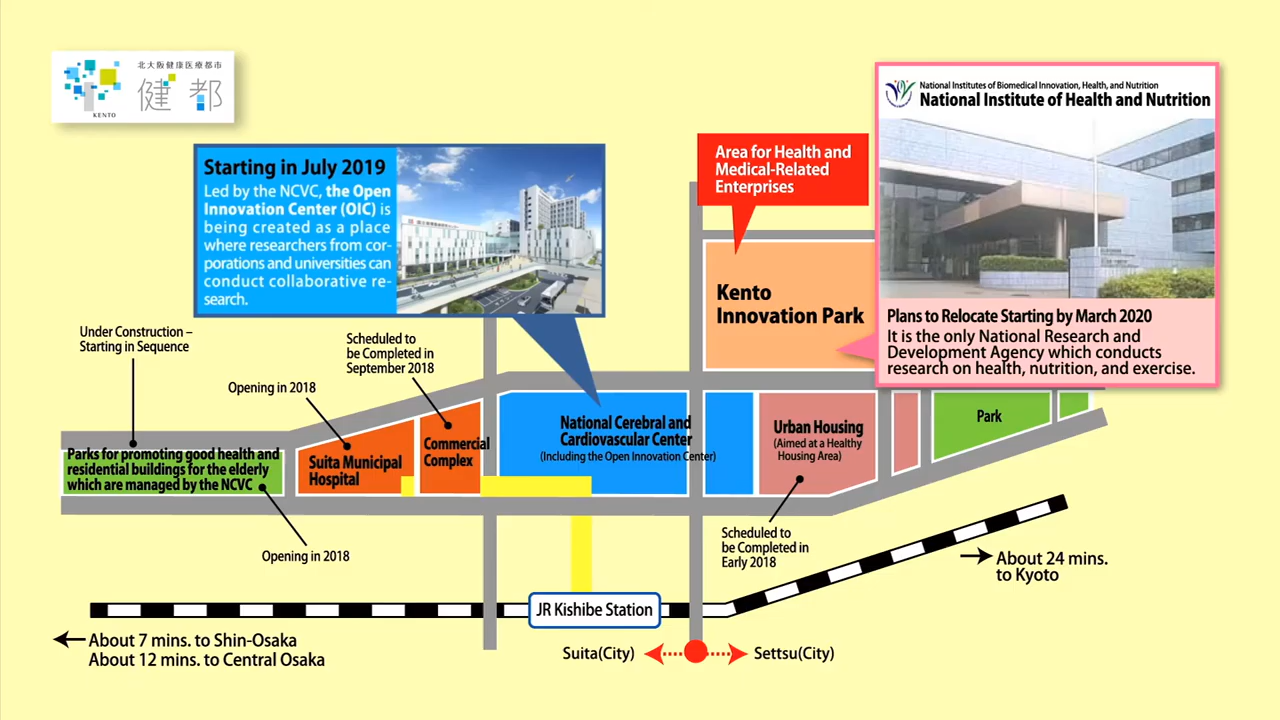 北大阪健康医療都市
健都
KENTO
National Institutes of Biomedical Innovation, Health, and Nutrition
National Institute of Health and Nutrition
Starting in July 2019
Led by the NCVC, the Open
Innovation Center (OIC) is
being created as a place
where researchers from cor-
porations and universities can
conduct collaborative re-
search.
Area for Health and
Medical-Related
Enterprises
Kento
Innovation Park
Plans to Relocate Starting by March 2020
It is the only National Research and
Development Agency which conducts
research on health, nutrition, and exercise.
Under Construction –
Starting in Sequence
Scheduled to
be Completed in
September 2018
Opening in 2018
Parks for promoting good health and
residential buildings for the elderly
which are managed by the NCVC
Suita Municipal
Hospital
Commercial
Complex
National Cerebral and
Cardiovascular Center
(Including the Open Innovation Center)
Urban Housing
(Aimed at a Healthy
Housing Area)
Park
Opening in 2018
Scheduled to
be Completed in
Early 2018
About 24 mins.
to Kyoto
JR Kishibe Station
About 7 mins. to Shin-Osaka
About 12 mins. to Central Osaka
Suita(City)
Settsu(City)